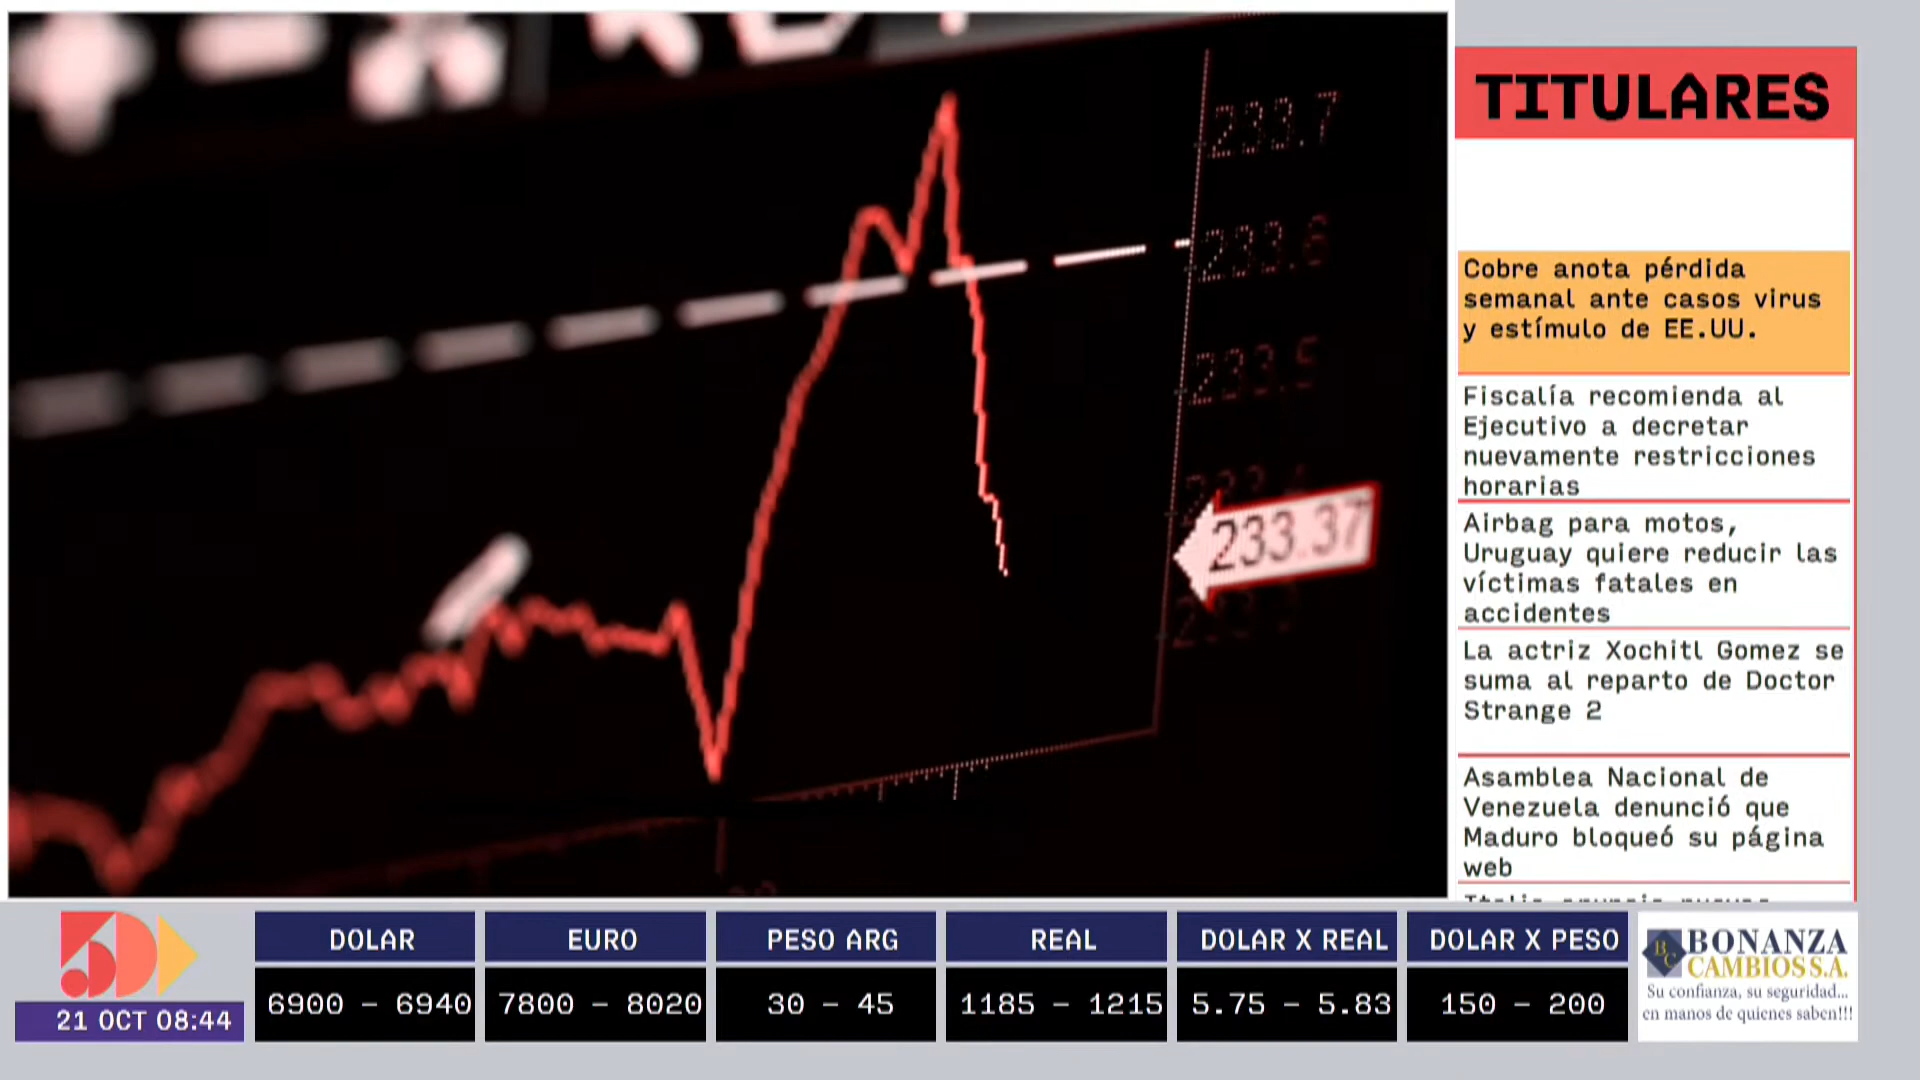 233.7
233.6
233.5
233.37
TITULARES
Cobre anota pérdida
semanal ante casos virus
y estímulo de EE.UU.
Fiscalía recomienda al
Ejecutivo a decretar
nuevamente restricciones
horarias
Airbag para motos,
Uruguay quiere reducir las
víctimas fatales en
accidentes
La actriz Xochitl Gomez se
suma al reparto de Doctor
Strange 2
Asamblea Nacional de
Venezuela denunció que
Maduro bloqueó su página
web
5D
21 OCT 08:44
DOLAR
6900 - 6940
EURO
7800 - 8020
PESO ARG
30 - 45
REAL
1185 - 1215
DOLAR X REAL
5.75 - 5.83
DOLAR X PESO
150 - 200
BC
BONANZA
CAMBIOS S.A.
Su confianza, su seguridad...
en manos de quienes saben!!!